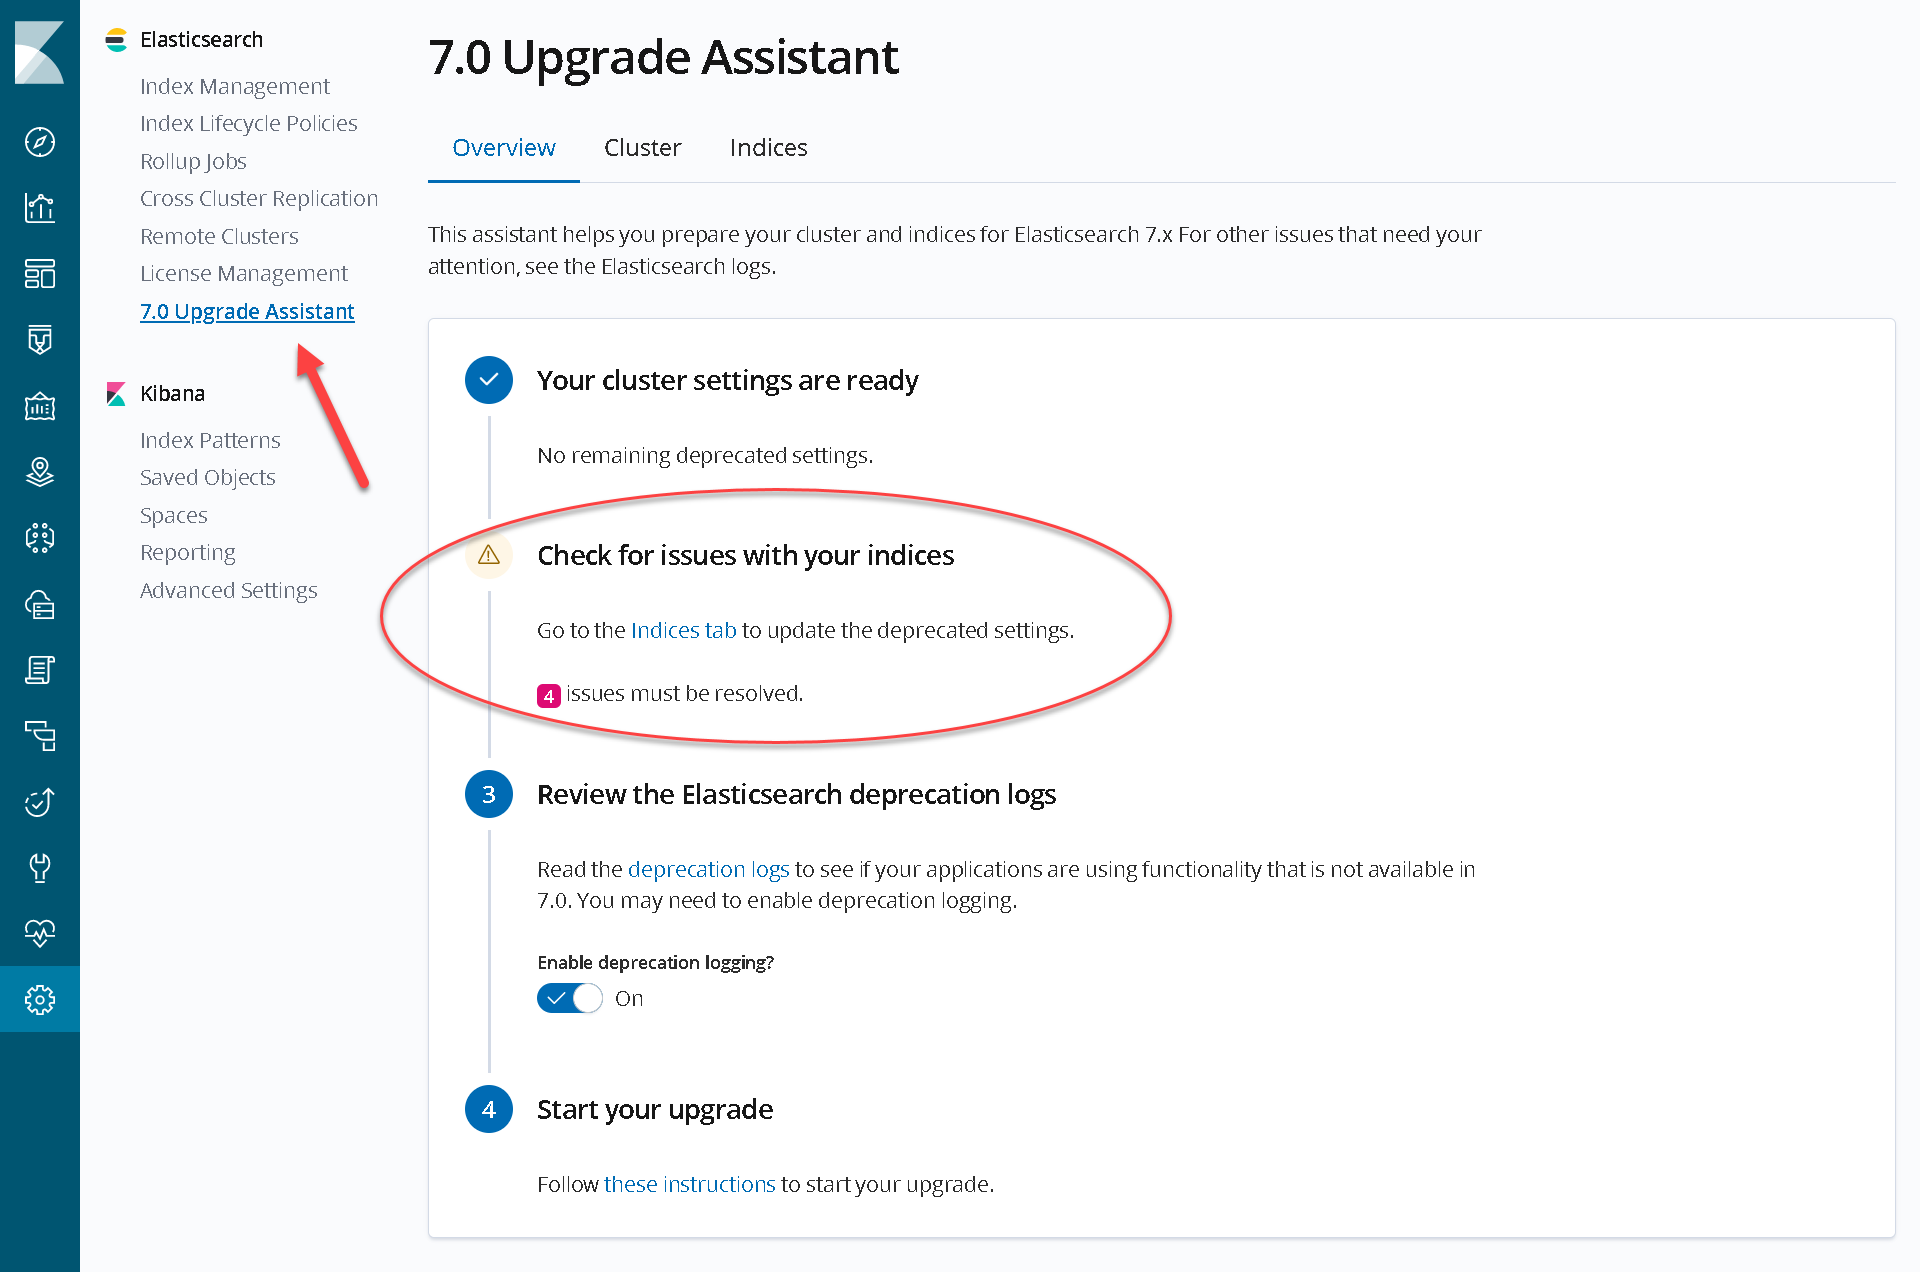 Elasticsearch
Index Management
Index Lifecycle Policies
Rollup Jobs
Cross Cluster Replication
Remote Clusters
License Management
7.0 Upgrade Assistant
Kibana
Index Patterns
Saved Objects
Spaces
Reporting
Advanced Settings
7.0 Upgrade Assistant
Overview Cluster Indices
This assistant helps you prepare your cluster and indices for Elasticsearch 7.x For other issues that need your
attention, see the Elasticsearch logs.
Your cluster settings are ready
No remaining deprecated settings.
Check for issues with your indices
Go to the Indices tab to update the deprecated settings.
4 issues must be resolved.
3 Review the Elasticsearch deprecation logs
Read the deprecation logs to see if your applications are using functionality that is not available in
7.0. You may need to enable deprecation logging.
Enable deprecation logging?
On
4 Start your upgrade
Follow these instructions to start your upgrade.